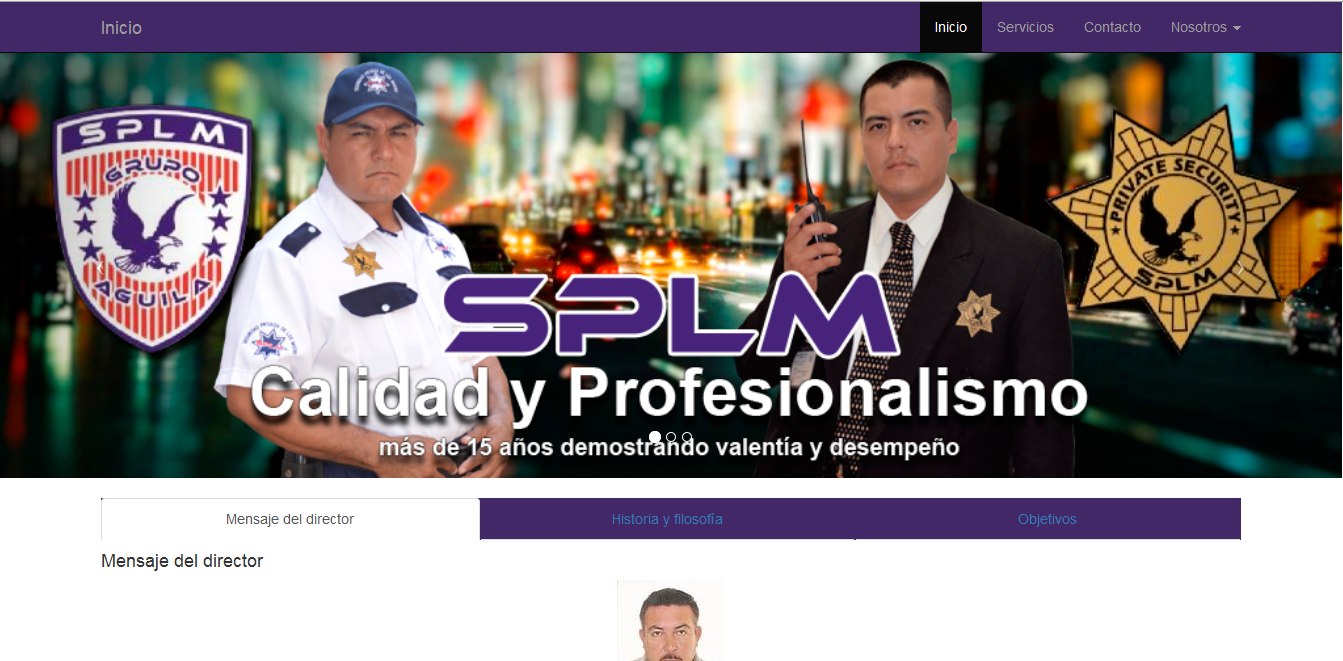 Inicio
Inicio Servicios Contacto Nosotros
SPLM
GRUPO
AGUILA
PRIVATE SECURITY
SPLM
SPLM
Calidad y Profesionalismo
más de 15 años demostrando valentía y desempeño
Mensaje del director Historia y filosofía Objetivos
Mensaje del director